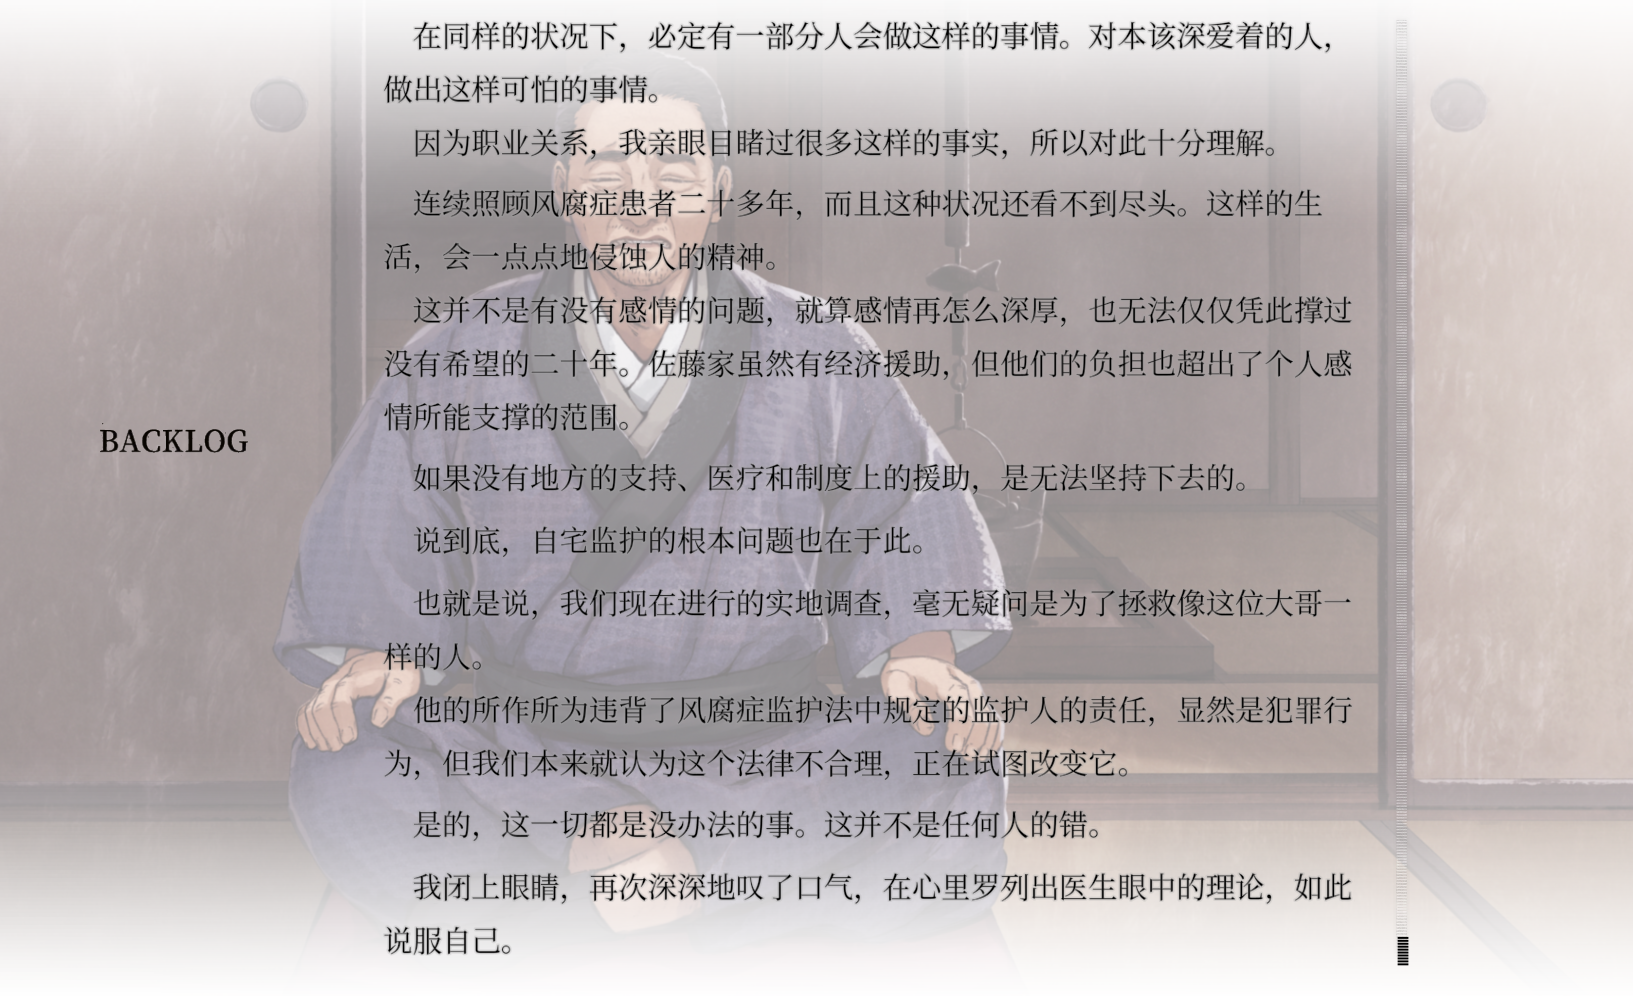 在同样的状况下，必定有一部分人会做这样的事情。对本该深爱着的人，
做出这样可怕的事情。
因为职业关系，我亲眼目睹过很多这样的事实，所以对此十分理解。
连续照顾风腐症患者二十多年，而且这种状况还看不到尽头。这样的生
活，会一点点地侵蚀人的精神。
这并不是有没有感情的问题，就算感情再怎么深厚，也无法仅仅凭此撑过
没有希望的二十年。佐藤家虽然有经济援助，但他们的负担也超出了个人感
情所能支撑的范围。
BACKLOG
如果没有地方的支持、医疗和制度上的援助，是无法坚持下去的。
说到底，自宅监护的根本问题也在于此。
也就是说，我们现在进行的实地调查，毫无疑问是为了拯救像这位大哥一
样的人。
他的所作所为违背了风腐症监护法中规定的监护人的责任，显然是犯罪行
为，但我们本来就认为这个法律不合理，正在试图改变它。
是的，这一切都是没办法的事。这并不是任何人的错。
我闭上眼睛，再次深深地叹了口气，在心里罗列出医生眼中的理论，如此
说服自己。